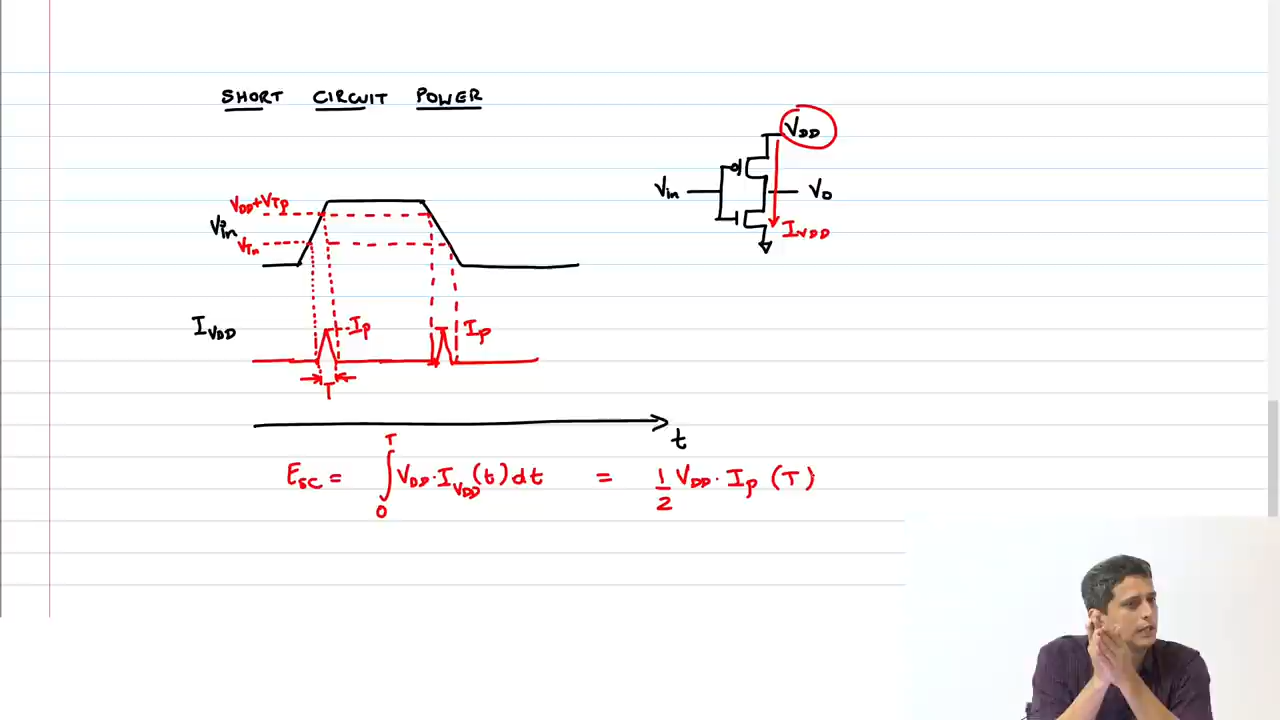 SHORT CIRCUIT POWER
VDD
VDD+VTp
Vin
VTn
Vin
VO
IVDD
IVDD
Ip
Ip
T
t
ESC = ∫0T VDD·IVDD(t)dt = 1/2 VDD·Ip (T)